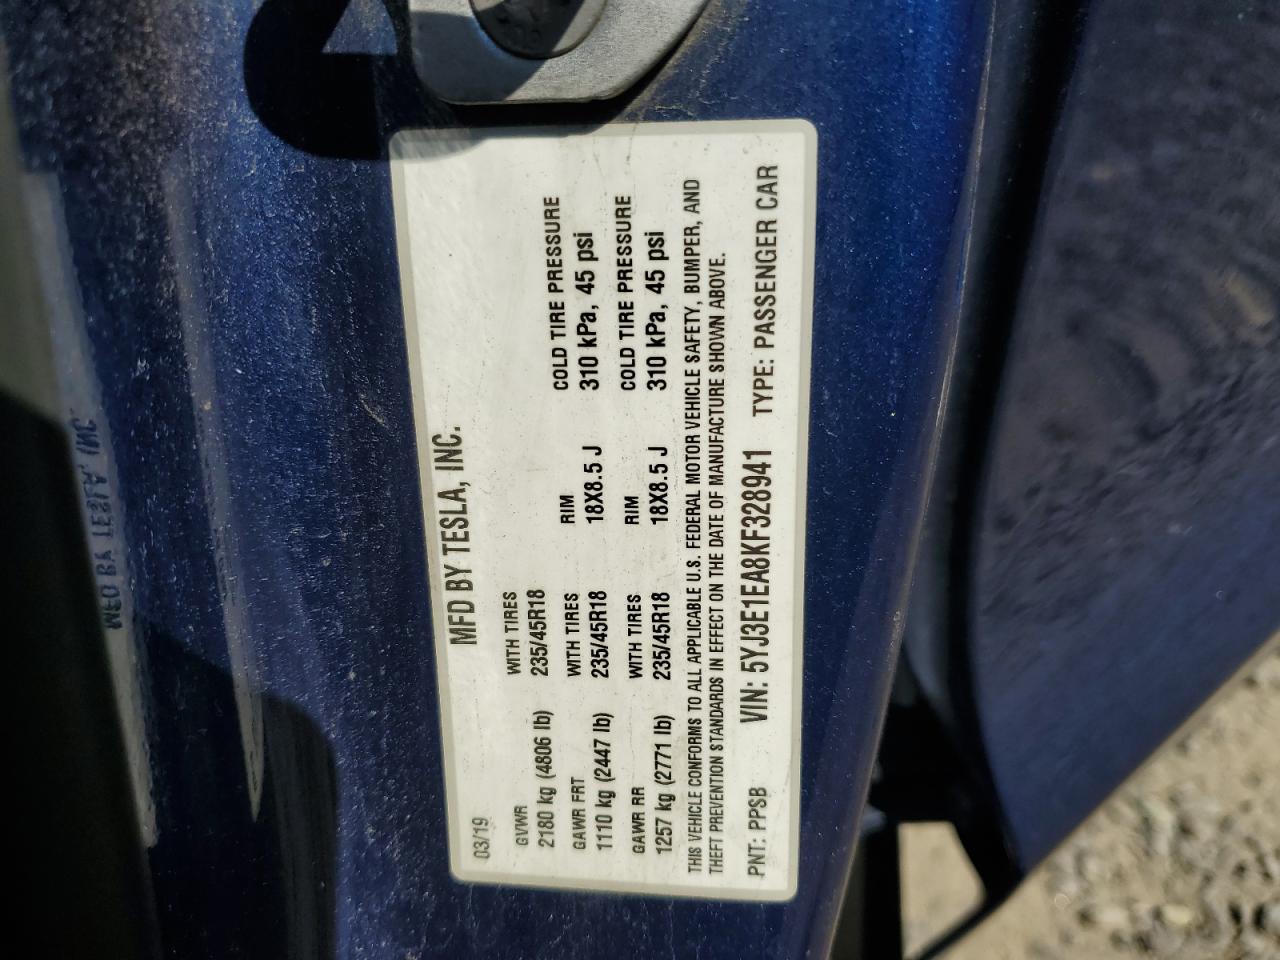 MFD BY TESLA, INC.
03/19
GVWR WITH TIRES
2180 kg (4806 lb) 235/45R18
GAWR FRT WITH TIRES RIM COLD TIRE PRESSURE
1110 kg (2447 lb) 235/45R18 18X8.5 J 310 kPa, 45 psi
GAWR RR WITH TIRES RIM COLD TIRE PRESSURE
1257 kg (2771 lb) 235/45R18 18X8.5 J 310 kPa, 45 psi
THIS VEHICLE CONFORMS TO ALL APPLICABLE U.S. FEDERAL MOTOR VEHICLE SAFETY, BUMPER, AND
THEFT PREVENTION STANDARDS IN EFFECT ON THE DATE OF MANUFACTURE SHOWN ABOVE.
PNT: PPSB VIN: 5YJ3E1EA8KF328941 TYPE: PASSENGER CAR